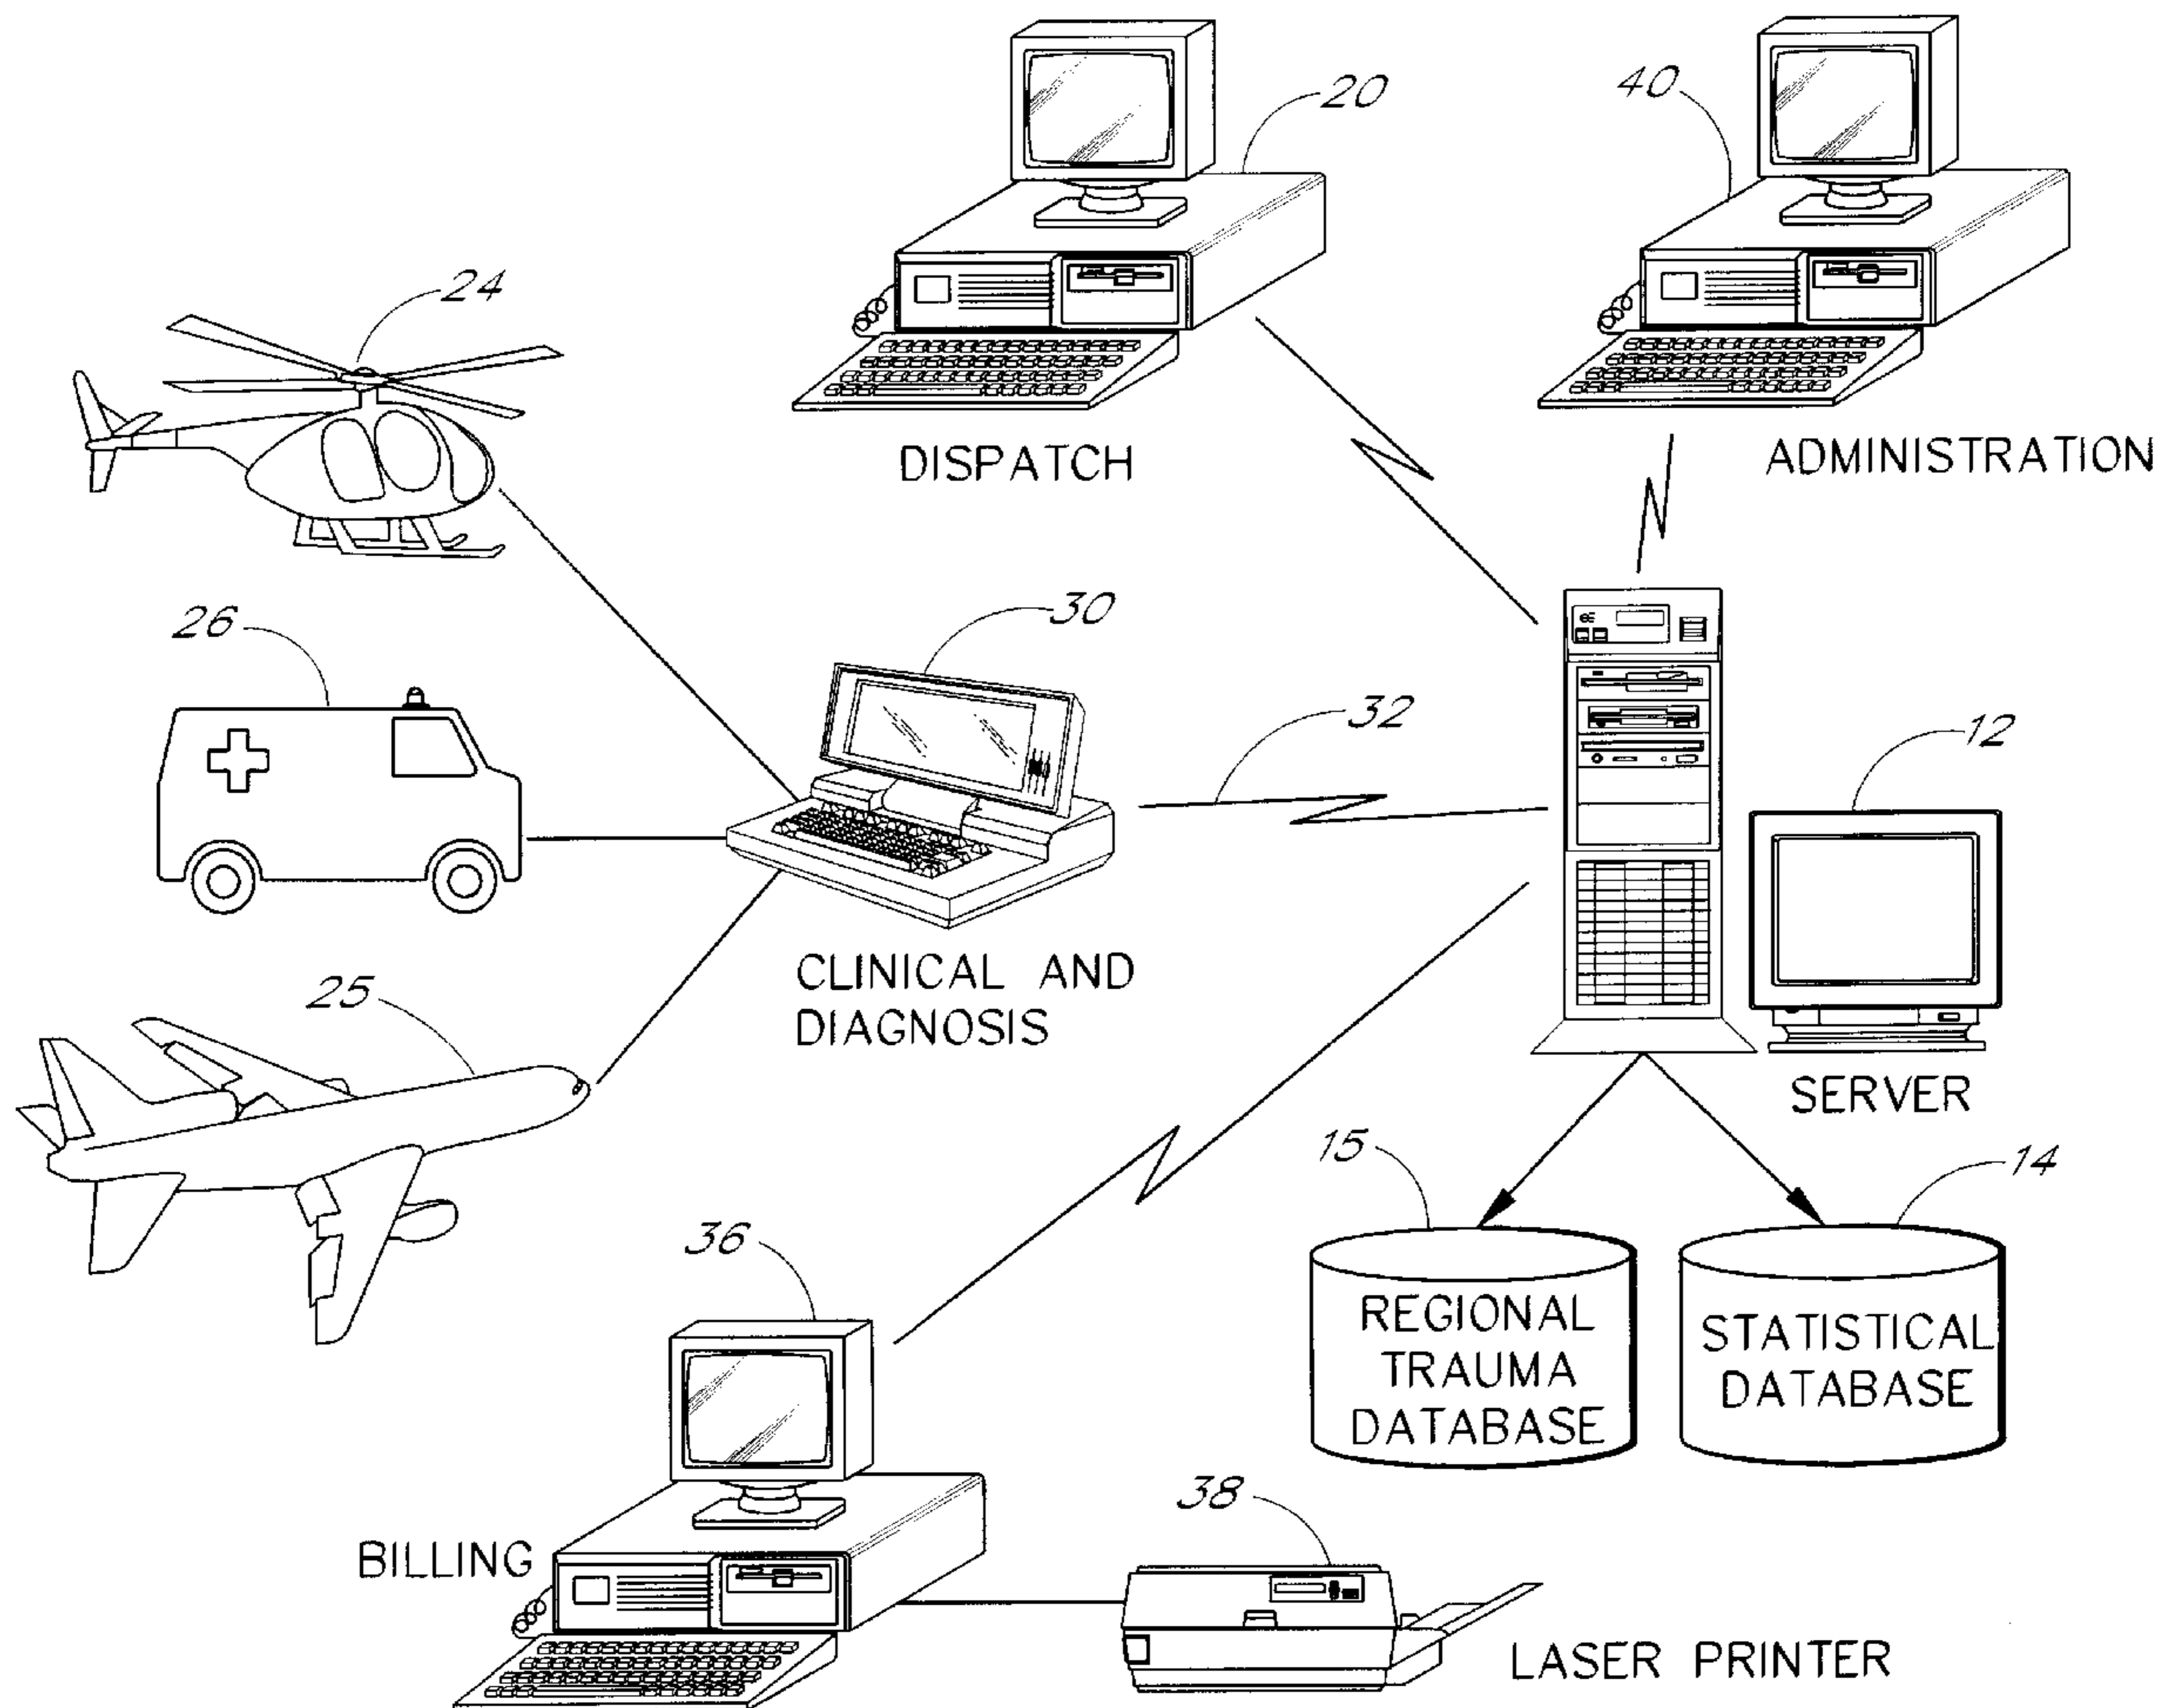 20
40
24
DISPATCH
ADMINISTRATION
26
30
32
12
CLINICAL AND
DIAGNOSIS
25
SERVER
15
14
36
REGIONAL
TRAUMA
DATABASE
STATISTICAL
DATABASE
38
BILLING
LASER PRINTER